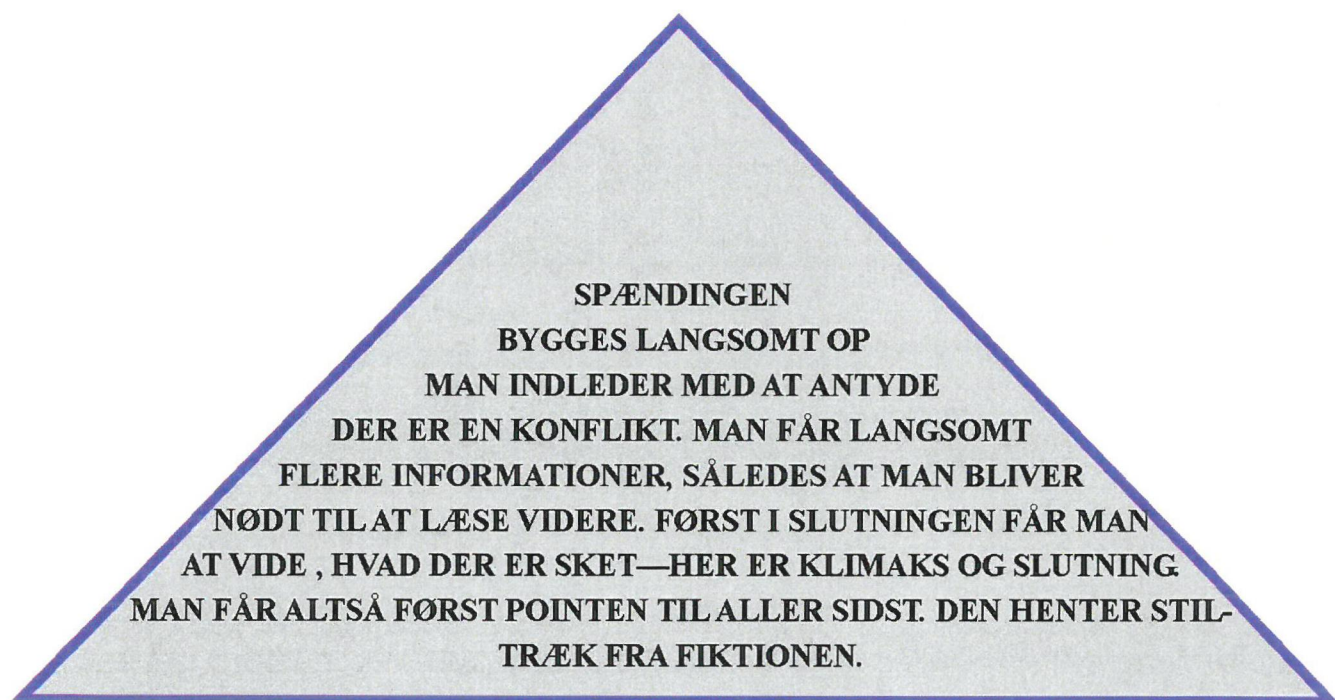 SPÆNDINGEN
BYGGES LANGSOMT OP
MAN INDLEDER MED AT ANTYDE
DER ER EN KONFLIKT. MAN FÅR LANGSOMT
FLERE INFORMATIONER, SÅLEDES AT MAN BLIVER
NØDT TIL AT LÆSE VIDERE. FØRST I SLUTNINGEN FÅR MAN
AT VIDE , HVAD DER ER SKET—HER ER KLIMAKS OG SLUTNING.
MAN FÅR ALTSÅ FØRST POINTEN TIL ALLER SIDST. DEN HENTER STIL-
TRÆK FRA FIKTIONEN.